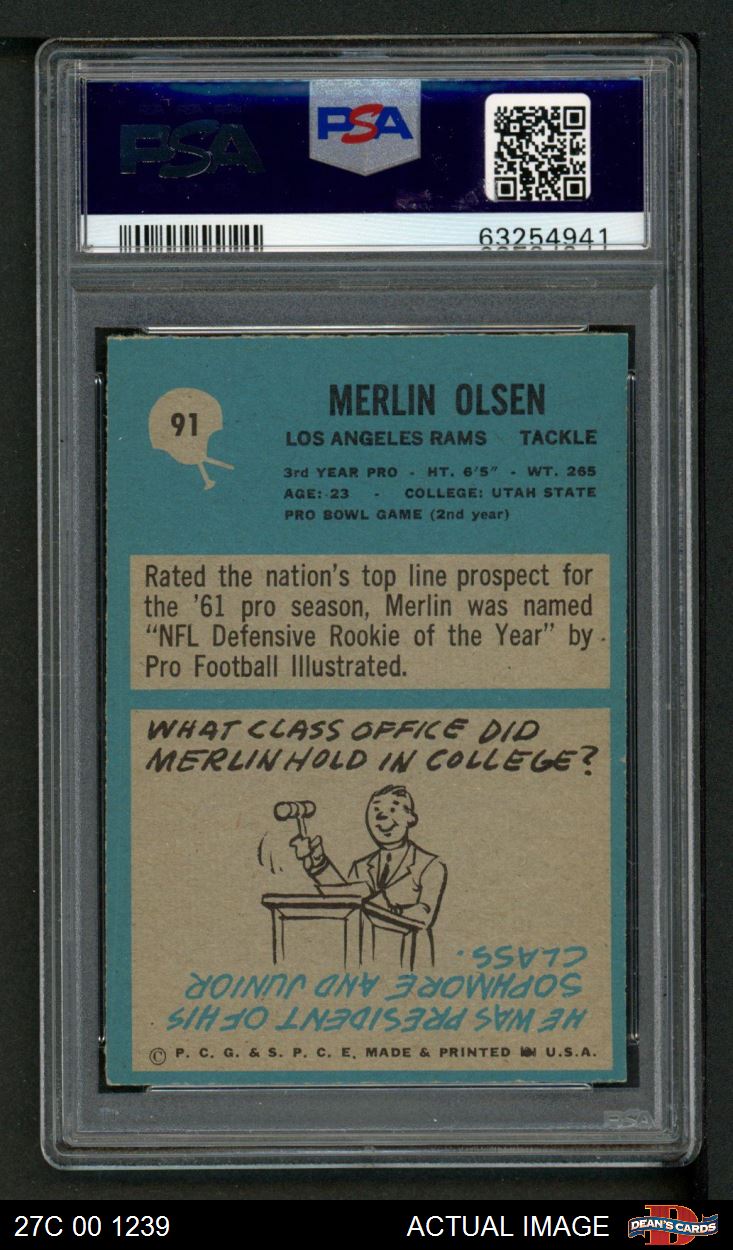 PSA
PSA
63254941
91
MERLIN OLSEN
LOS ANGELES RAMS TACKLE
3rd YEAR PRO - HT. 6'5" - WT. 265
AGE: 23 - COLLEGE: UTAH STATE
PRO BOWL GAME (2nd year)
Rated the nation's top line prospect for
the '61 pro season, Merlin was named
"NFL Defensive Rookie of the Year" by
Pro Football Illustrated.
WHAT CLASS OFFICE DID
MERLIN HOLD IN COLLEGE?
HE WAS PRESIDENT OF HIS
SOPHMORE AND JUNIOR
CLASS.
© P. C. G. & S. P. C. E. MADE & PRINTED IN U.S.A.
PSA
27C 00 1239 ACTUAL IMAGE DEAN'S CARDS